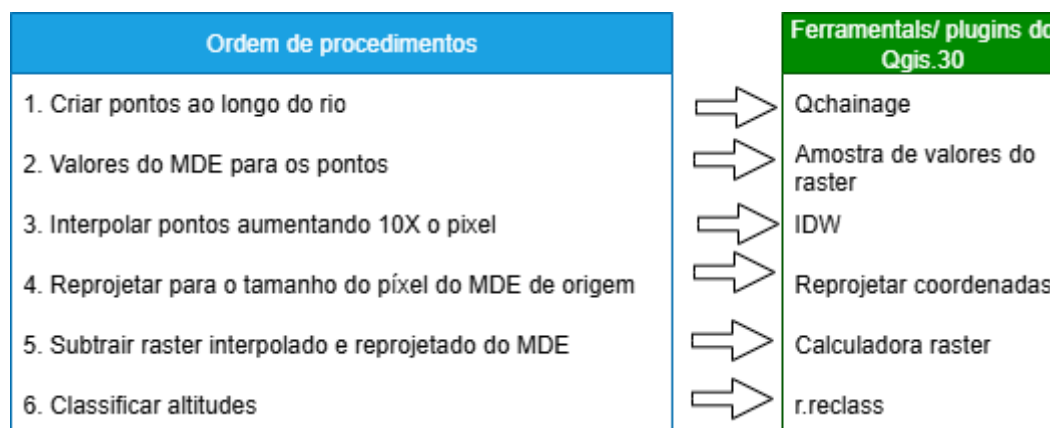 Ordem de procedimentos
Ferramentals/ plugins do
Qgis.30
1. Criar pontos ao longo do rio
Qchainage
2. Valores do MDE para os pontos
Amostra de valores do
raster
3. Interpolar pontos aumentando 10X o pixel
IDW
4. Reprojetar para o tamanho do píxel do MDE de origem
Reprojetar coordenadas
5. Subtrair raster interpolado e reprojetado do MDE
Calculadora raster
6. Classificar altitudes
r.reclass